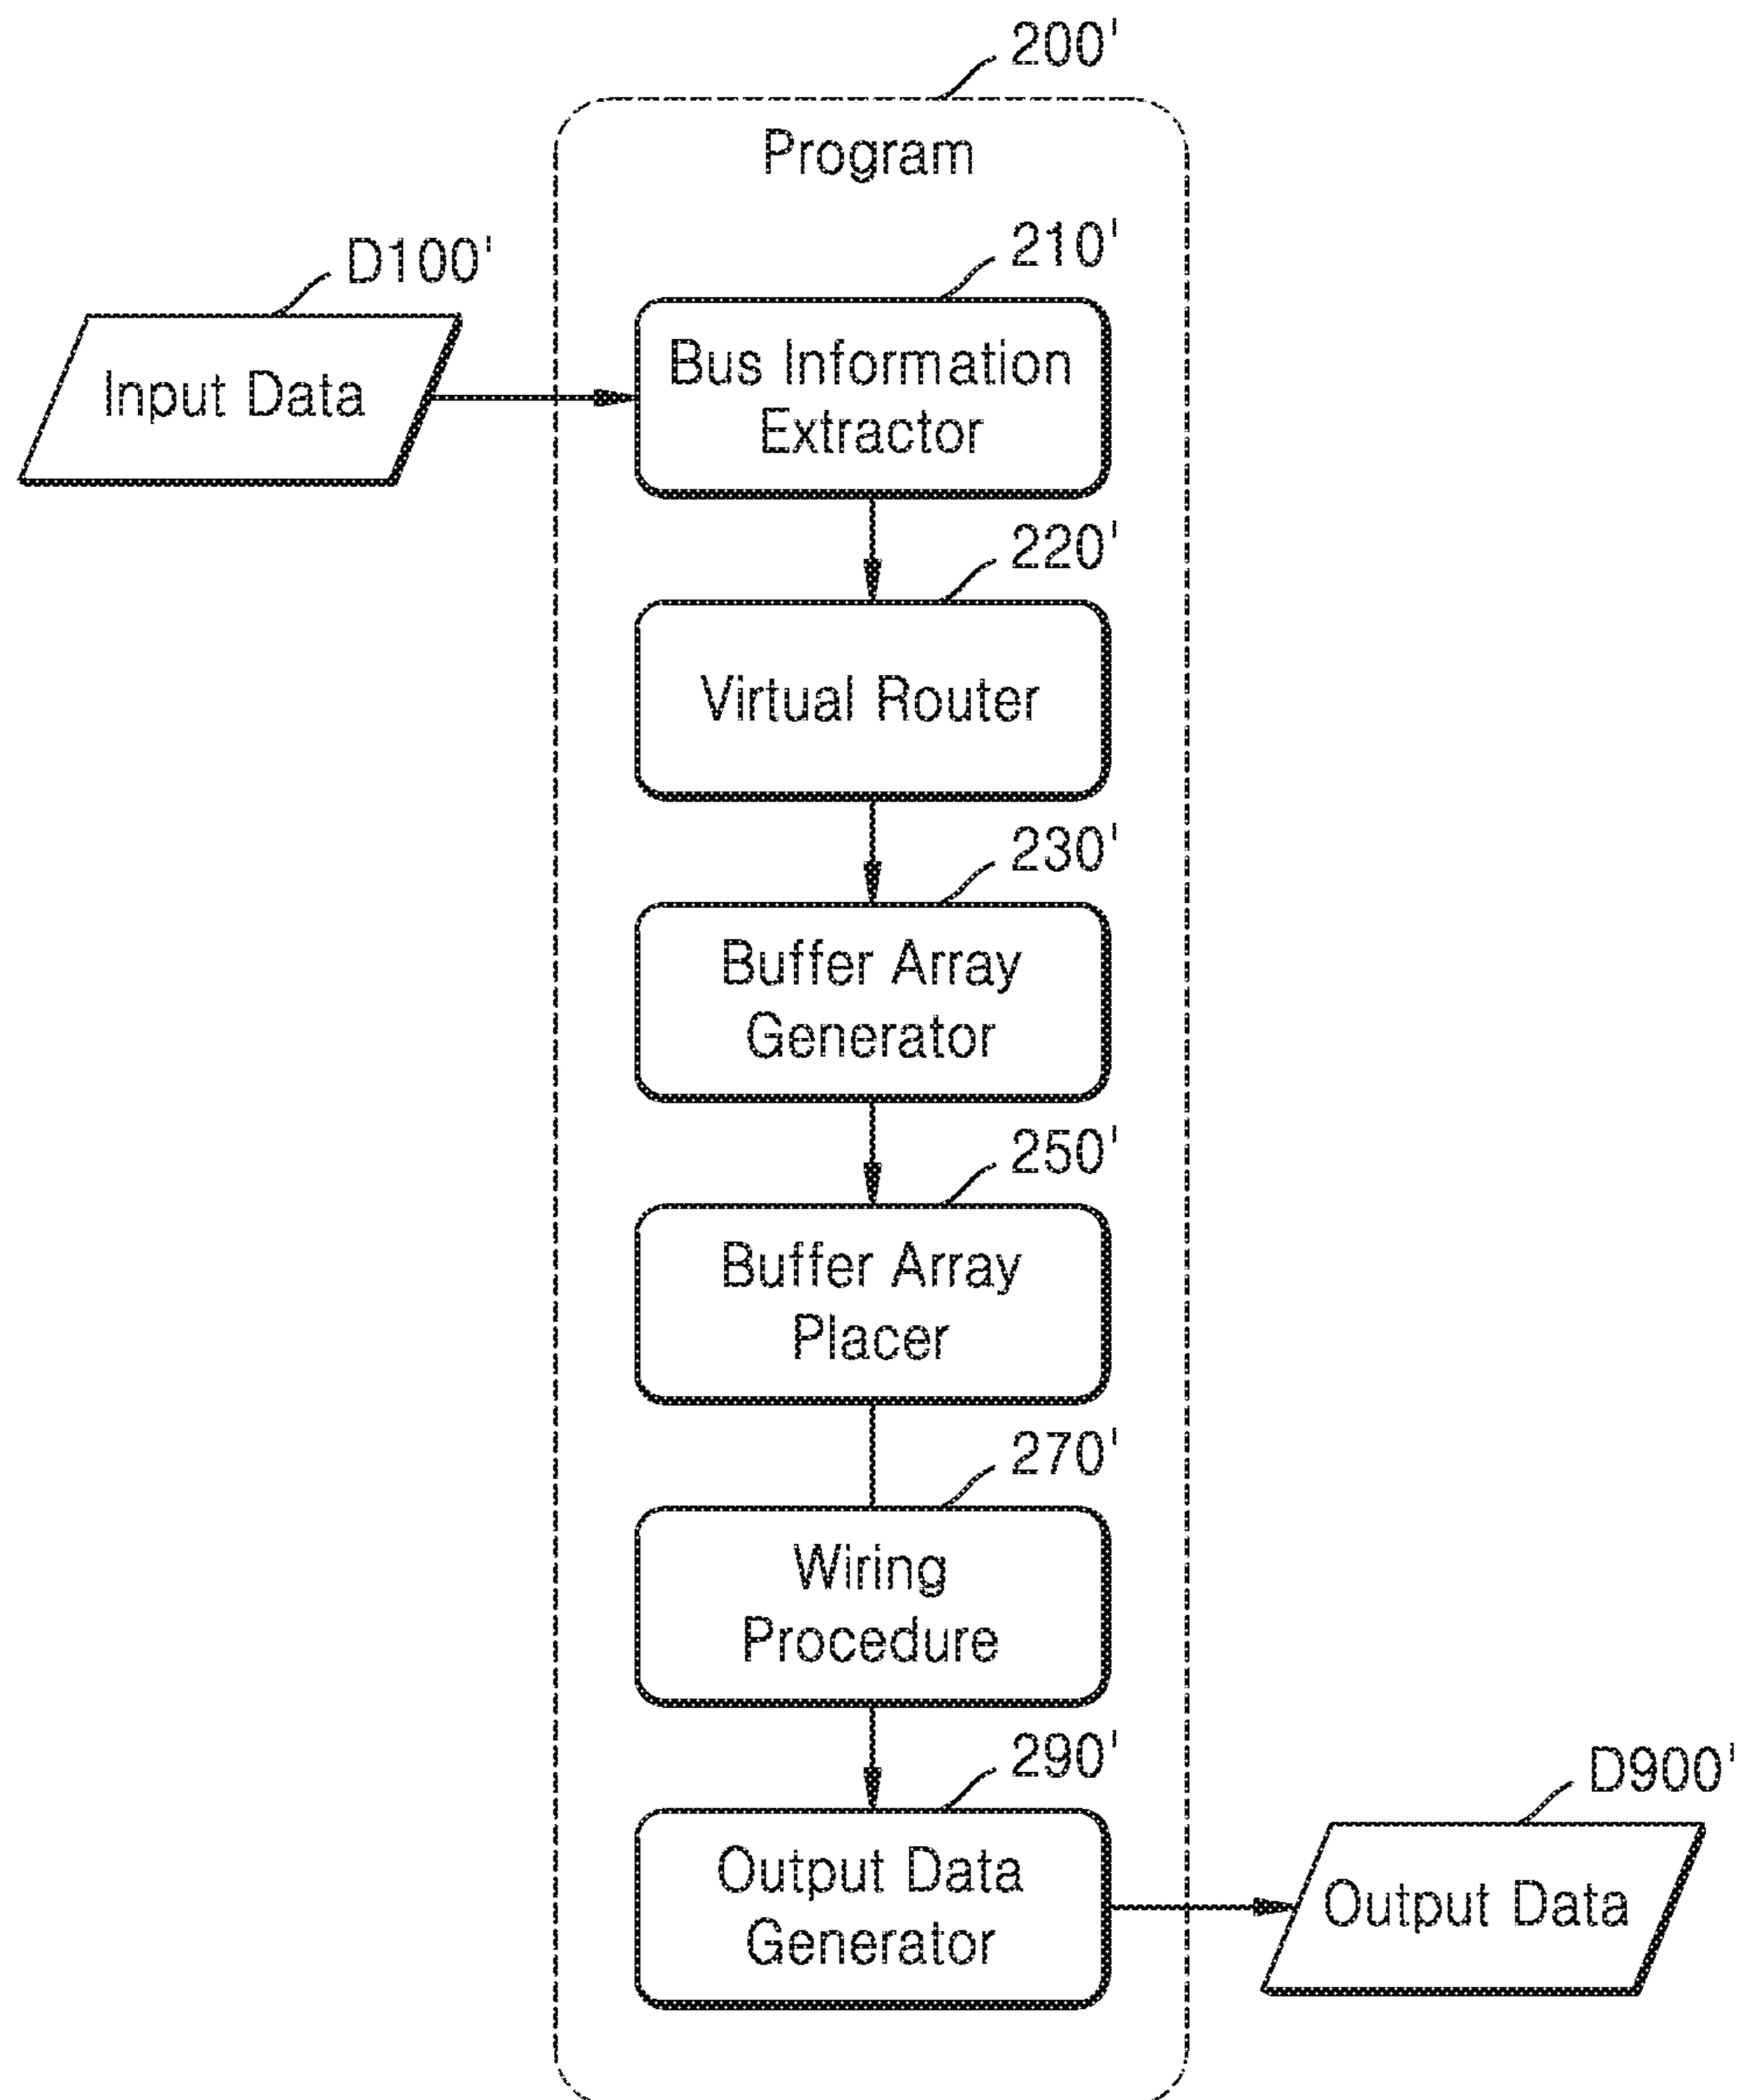 200'
Program
D100'
Input Data
210'
Bus Information
Extractor
220'
Virtual Router
230'
Buffer Array
Generator
250'
Buffer Array
Placer
270'
Wiring
Procedure
290'
Output Data
Generator
D900'
Output Data